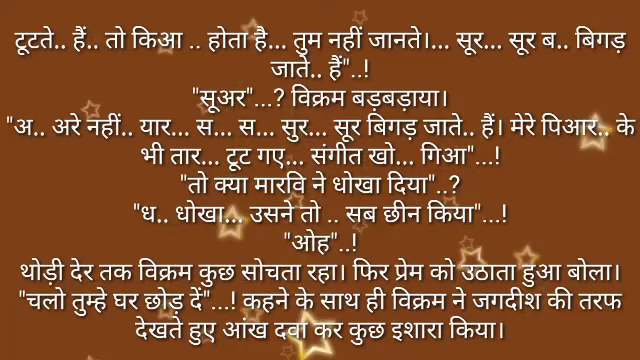 टूटते.. हैं.. तो किआ .. होता है... तुम नहीं जानते।... सूर... सूर ब.. बिगड़
जाते.. हैं"..!
"सूअर"...? विक्रम बड़बड़ाया।
"अ.. अरे नहीं.. यार... स... स... सुर... सूर बिगड़ जाते.. हैं। मेरे पिआर.. के
भी तार... टूट गए... संगीत खो... गिआ"...!
"तो क्या मारवि ने धोखा दिया"..?
"ध.. धोखा... उसने तो .. सब छीन किया"...!
"ओह"..!
थोड़ी देर तक विक्रम कुछ सोचता रहा। फिर प्रेम को उठाता हुआ बोला।
"चलो तुम्हे घर छोड़ दें"...! कहने के साथ ही विक्रम ने जगदीश की तरफ
देखते हुए आंख दवा कर कुछ इशारा किया।